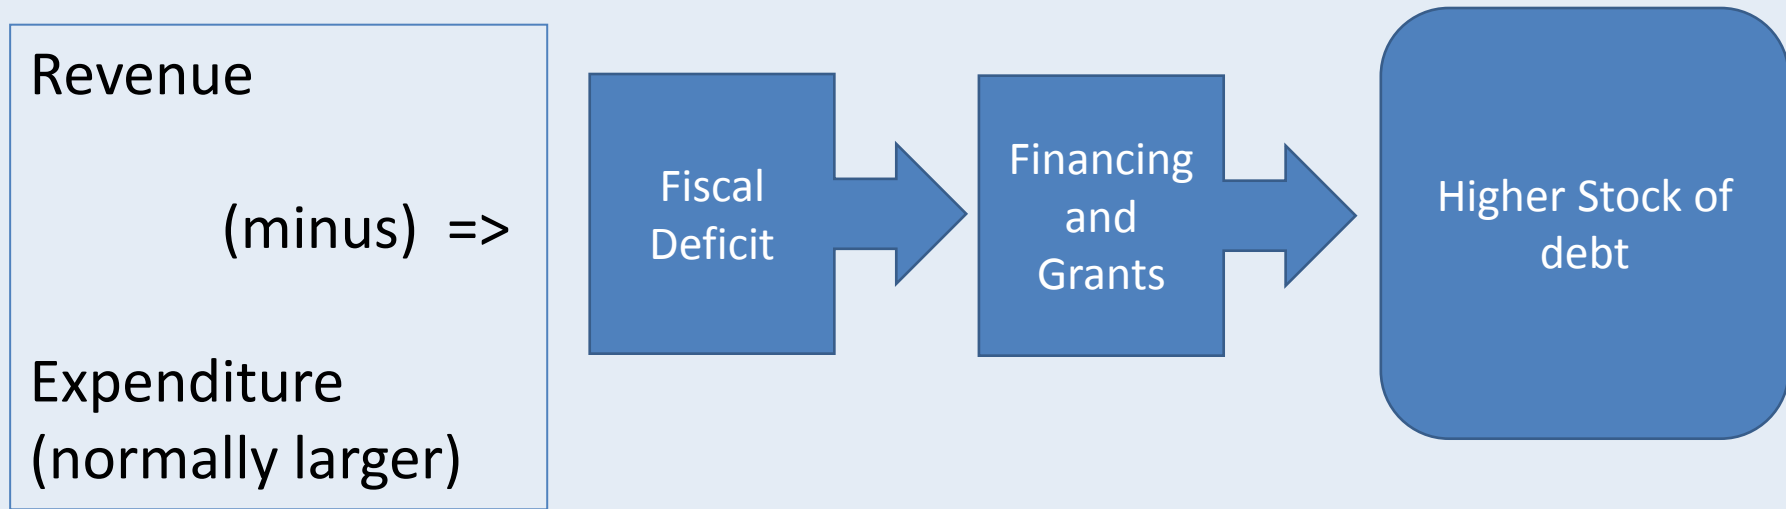 Revenue
(minus) =>
Expenditure
(normally larger)
Fiscal
Deficit
Financing
and
Grants
Higher Stock of
debt